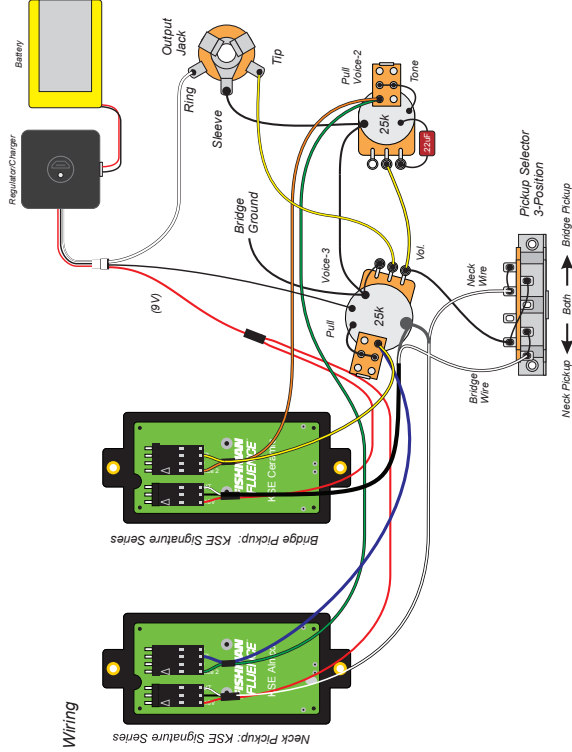 Battery
Regulator/Charger
Output
Jack
Ring
Sleeve
Tip
Pull
Voice-2
Tone
25k
.22uF
Bridge
Ground
Voice-3
Pull
Vol.
25k
(9V)
Pickup Selector
3-Position
Neck
Wire
Bridge
Wire
Neck Pickup
Both
Bridge Pickup
ISHMAN
FLUENCE
KSE Ceramic
Bridge Pickup: KSE Signature Series
ISHMAN
FLUENCE
KSE Alnico
Neck Pickup: KSE Signature Series
Wiring